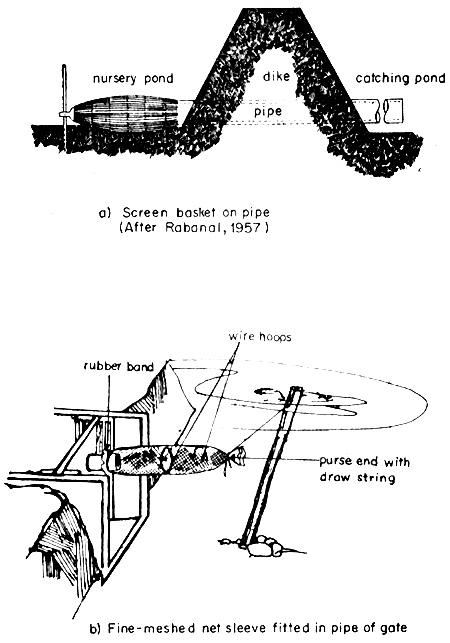 nursery pond
dike
catching pond
pipe
a) Screen basket on pipe
(After Rabanal, 1957)
wire hoops
rubber band
purse end with
draw string
b) Fine-meshed net sleeve fitted in pipe of gate